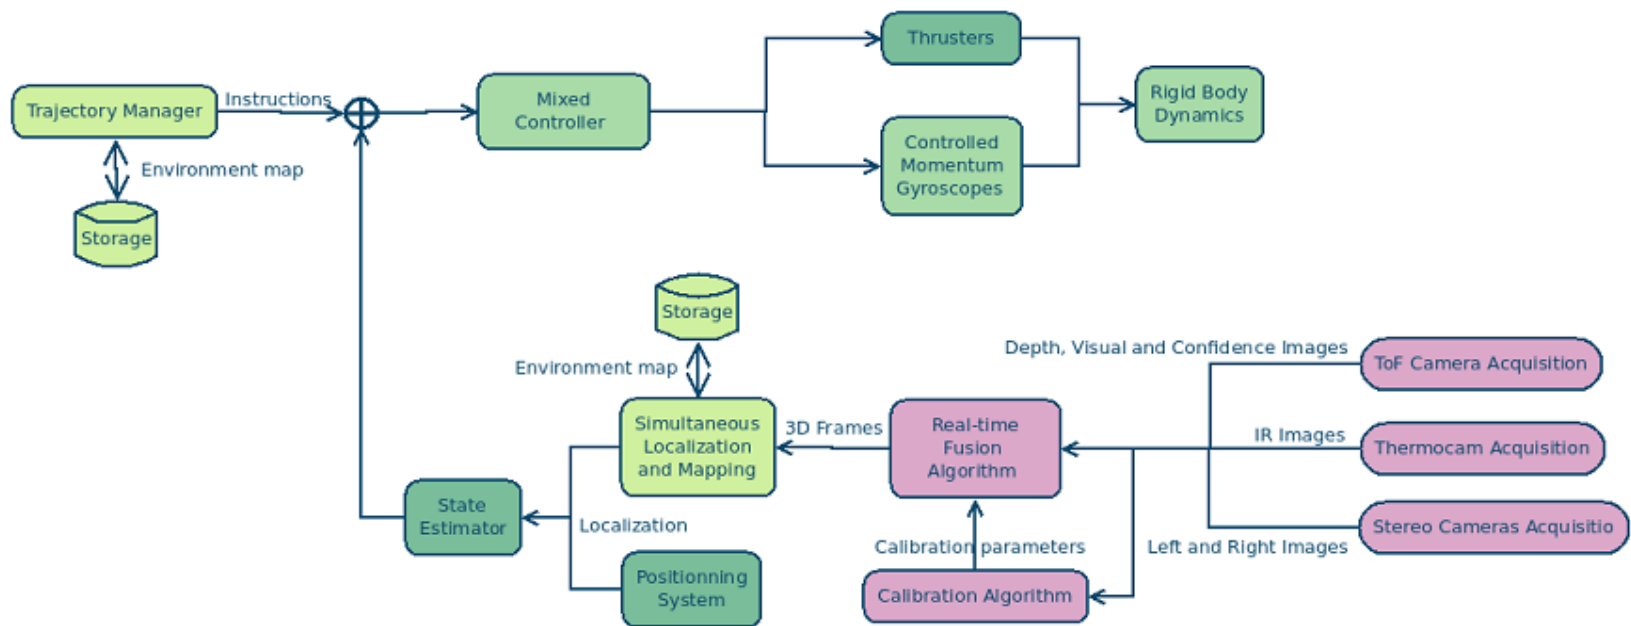 Thrusters
Trajectory Manager
Instructions
Mixed
Controller
Rigid Body
Dynamics
Controlled
Momentum
Gyroscopes
Environment map
Storage
Storage
Environment map
Depth, Visual and Confidence Images
ToF Camera Acquisition
Simultaneous
Localization
and Mapping
3D Frames
Real-time
Fusion
Algorithm
IR Images
Thermocam Acquisition
State
Estimator
Localization
Stereo Cameras Acquisitio
Calibration parameters
Left and Right Images
Positionning
System
Calibration Algorithm